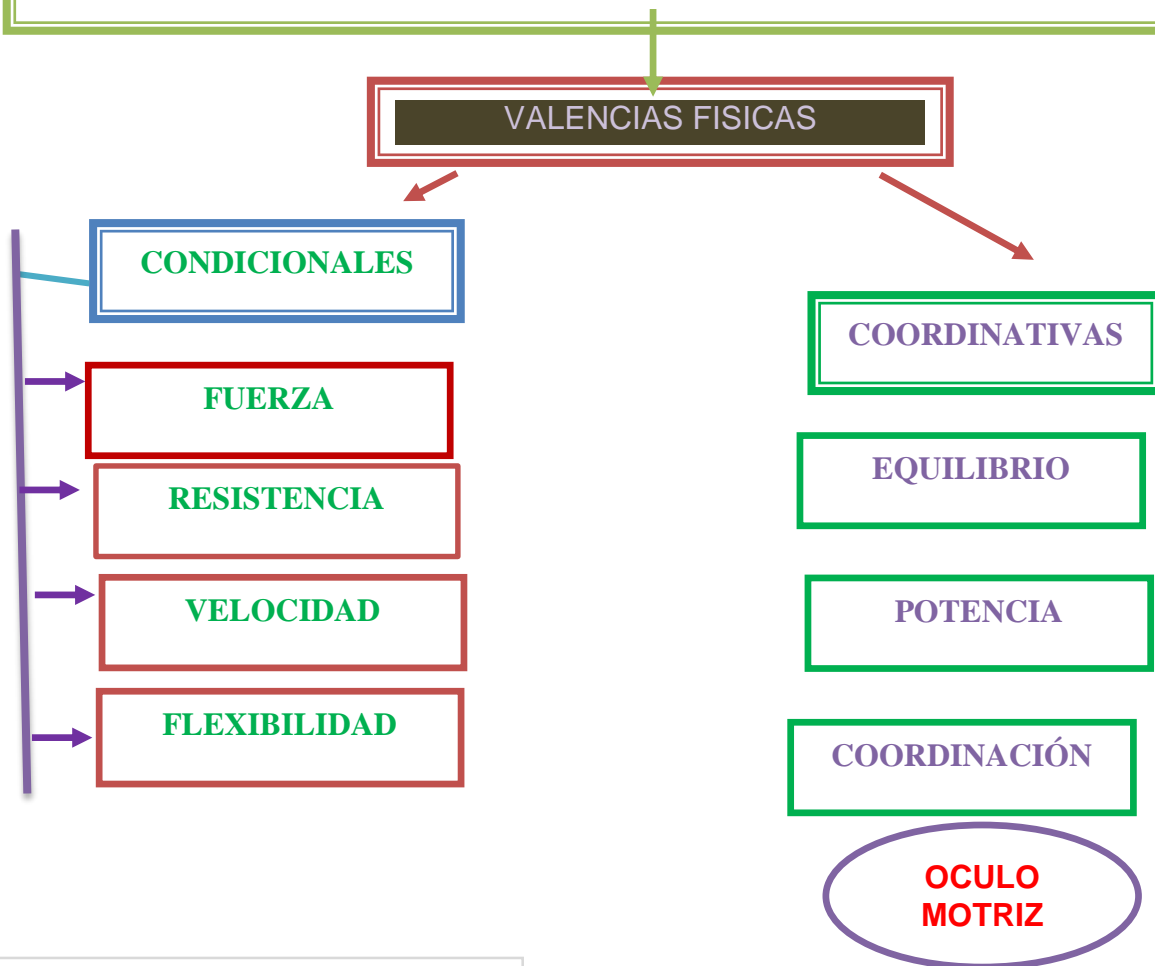 VALENCIAS FISICAS
CONDICIONALES
FUERZA
RESISTENCIA
VELOCIDAD
FLEXIBILIDAD
COORDINATIVAS
EQUILIBRIO
POTENCIA
COORDINACIÓN
OCULO
MOTRIZ